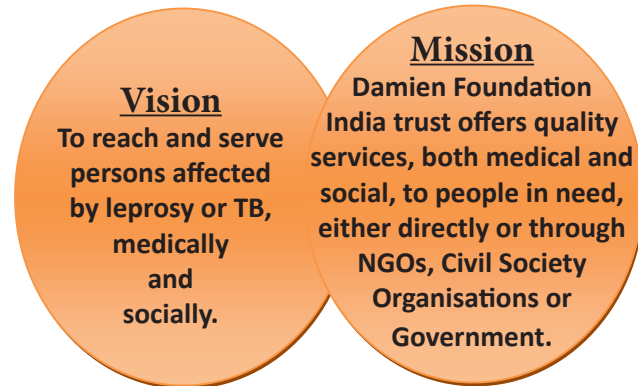 Vision
To reach and serve
persons affected
by leprosy or TB,
medically
and
socially.
Mission
Damien Foundation
India trust offers quality
services, both medical and
social, to people in need,
either directly or through
NGOs, Civil Society
Organisations or
Government.